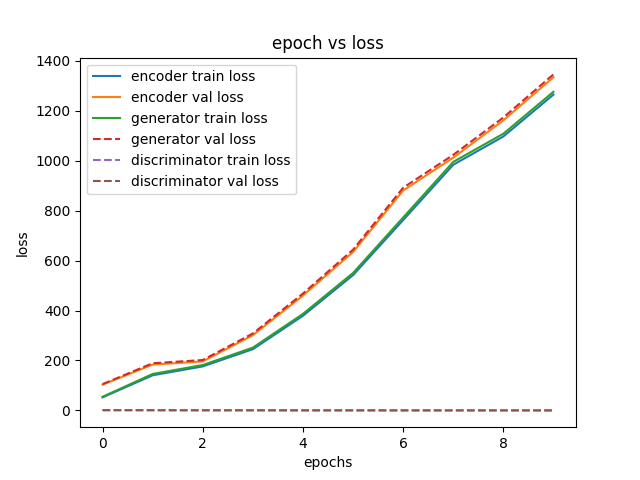 epoch vs loss
encoder train loss
encoder val loss
generator train loss
generator val loss
discriminator train loss
discriminator val loss
1400
1200
1000
800
600
400
200
0
loss
0 2 4 6 8
epochs